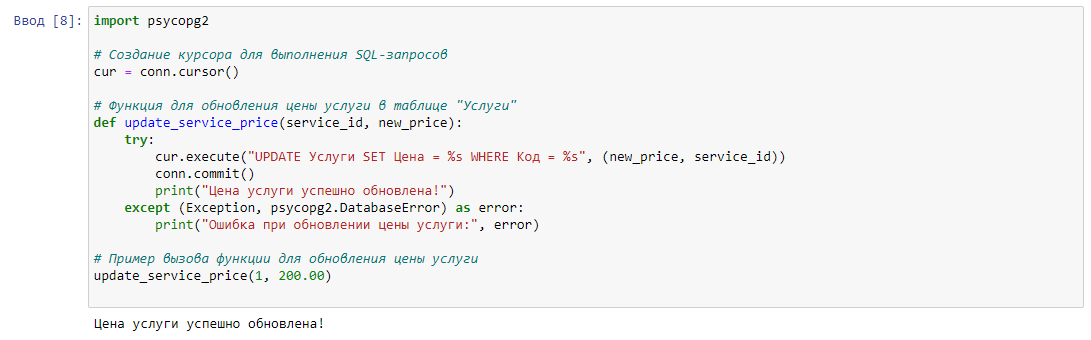 Ввод [8]: import psycopg2
# Создание курсора для выполнения SQL-запросов
cur = conn.cursor()
# Функция для обновления цены услуги в таблице "Услуги"
def update_service_price(service_id, new_price):
    try:
        cur.execute("UPDATE Услуги SET Цена = %s WHERE Код = %s", (new_price, service_id))
        conn.commit()
        print("Цена услуги успешно обновлена!")
    except (Exception, psycopg2.DatabaseError) as error:
        print("Ошибка при обновлении цены услуги:", error)
# Пример вызова функции для обновления цены услуги
update_service_price(1, 200.00)
Цена услуги успешно обновлена!